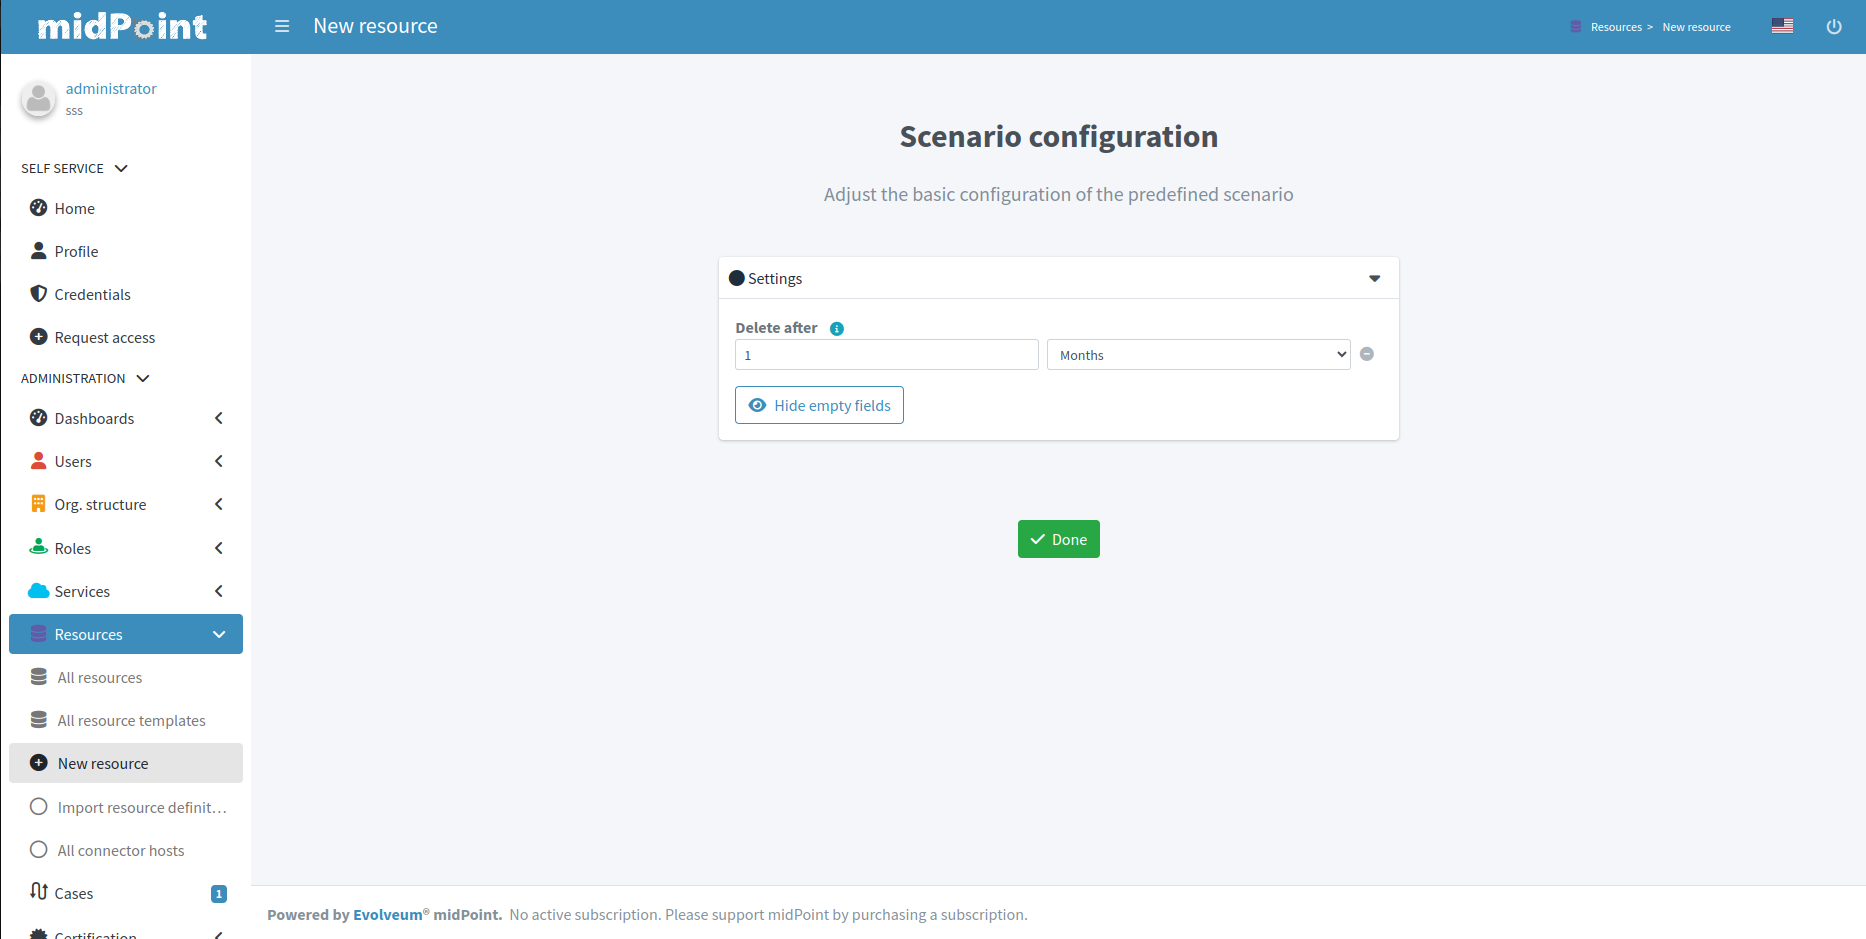 midPoint
New resource
Resources > New resource
administrator
sss
SELF SERVICE
Home
Profile
Credentials
Request access
ADMINISTRATION
Dashboards
Users
Org. structure
Roles
Services
Resources
All resources
All resource templates
New resource
Import resource definit...
All connector hosts
Cases 1
Certification
Scenario configuration
Adjust the basic configuration of the predefined scenario
Settings
Delete after
1 Months
Hide empty fields
Done
Powered by Evolveum® midPoint. No active subscription. Please support midPoint by purchasing a subscription.